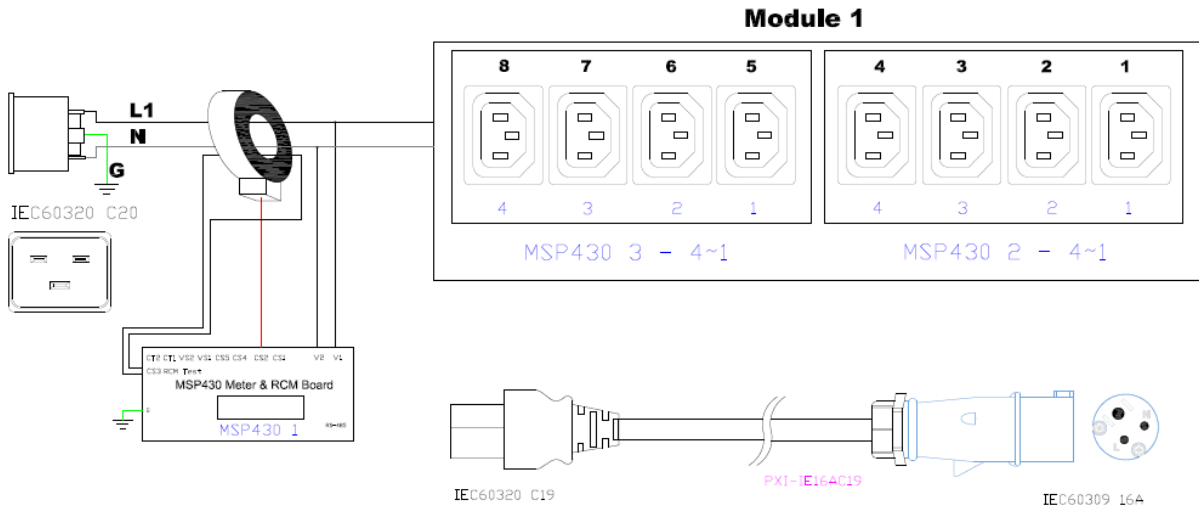 Module 1
8 7 6 5 4 3 2 1
L1
N
G
IEC60320 C20
4 3 2 1 4 3 2 1
MSP430 3 - 4~1 MSP430 2 - 4~1
CT2 CT1 VS2 VS1 CS5 CS4 CS2 CS1 V2 V1
CS3 RCM Test
MSP430 Meter & RCM Board
MSP430 1
RS-485
PXI-IE16AC19
IEC60320 C19
IEC60309 16A
N
L